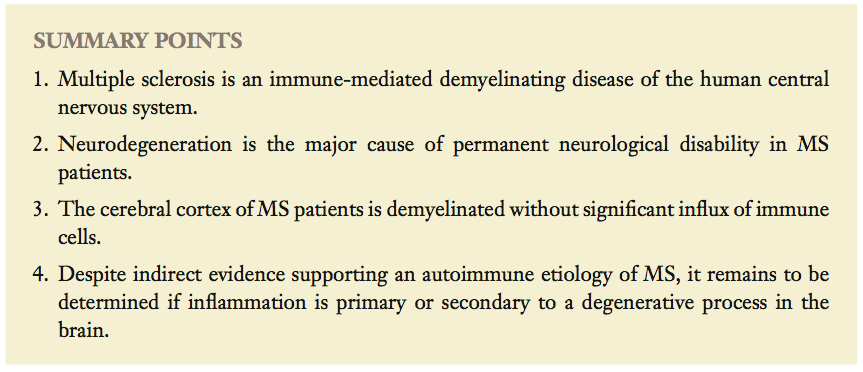 SUMMARY POINTS
1. Multiple sclerosis is an immune-mediated demyelinating disease of the human central
nervous system.
2. Neurodegeneration is the major cause of permanent neurological disability in MS
patients.
3. The cerebral cortex of MS patients is demyelinated without significant influx of immune
cells.
4. Despite indirect evidence supporting an autoimmune etiology of MS, it remains to be
determined if inflammation is primary or secondary to a degenerative process in the
brain.